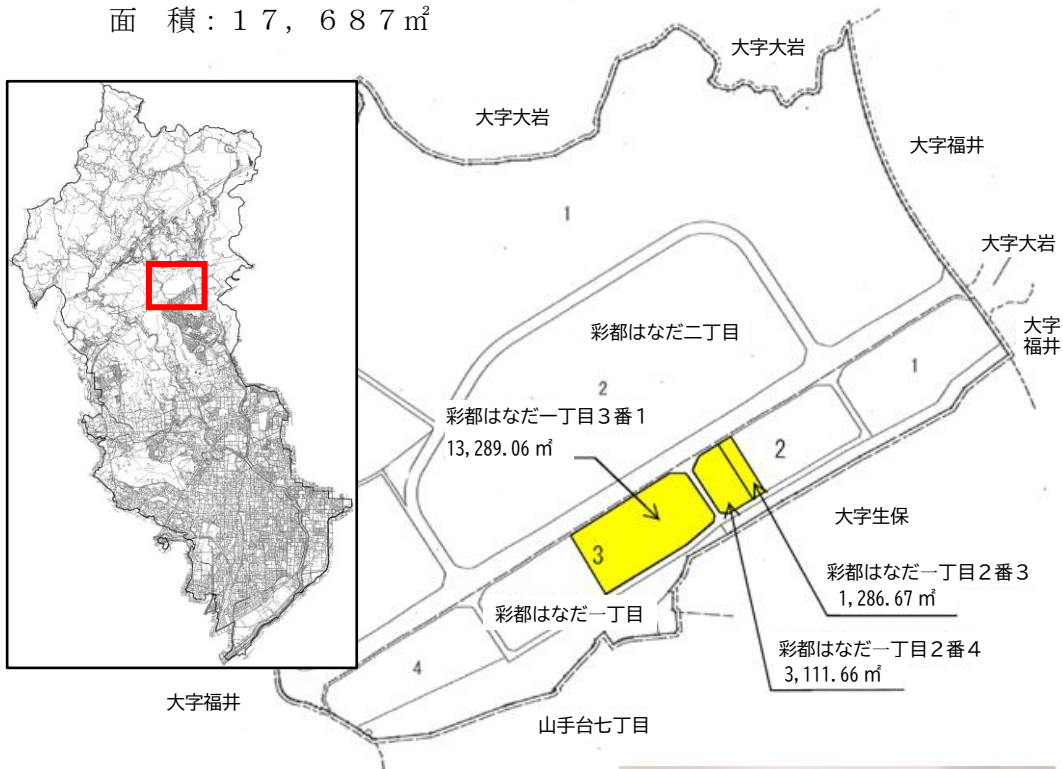 面　積：１７，６８７㎡
大字大岩
大字大岩
大字福井
1
大字大岩
大字
福井
彩都はなだ二丁目
1
2
彩都はなだ一丁目３番１
13,289.06 ㎡
2
大字生保
3
彩都はなだ一丁目２番３
1,286.67 ㎡
彩都はなだ一丁目
彩都はなだ一丁目２番４
3,111.66 ㎡
4
大字福井
山手台七丁目